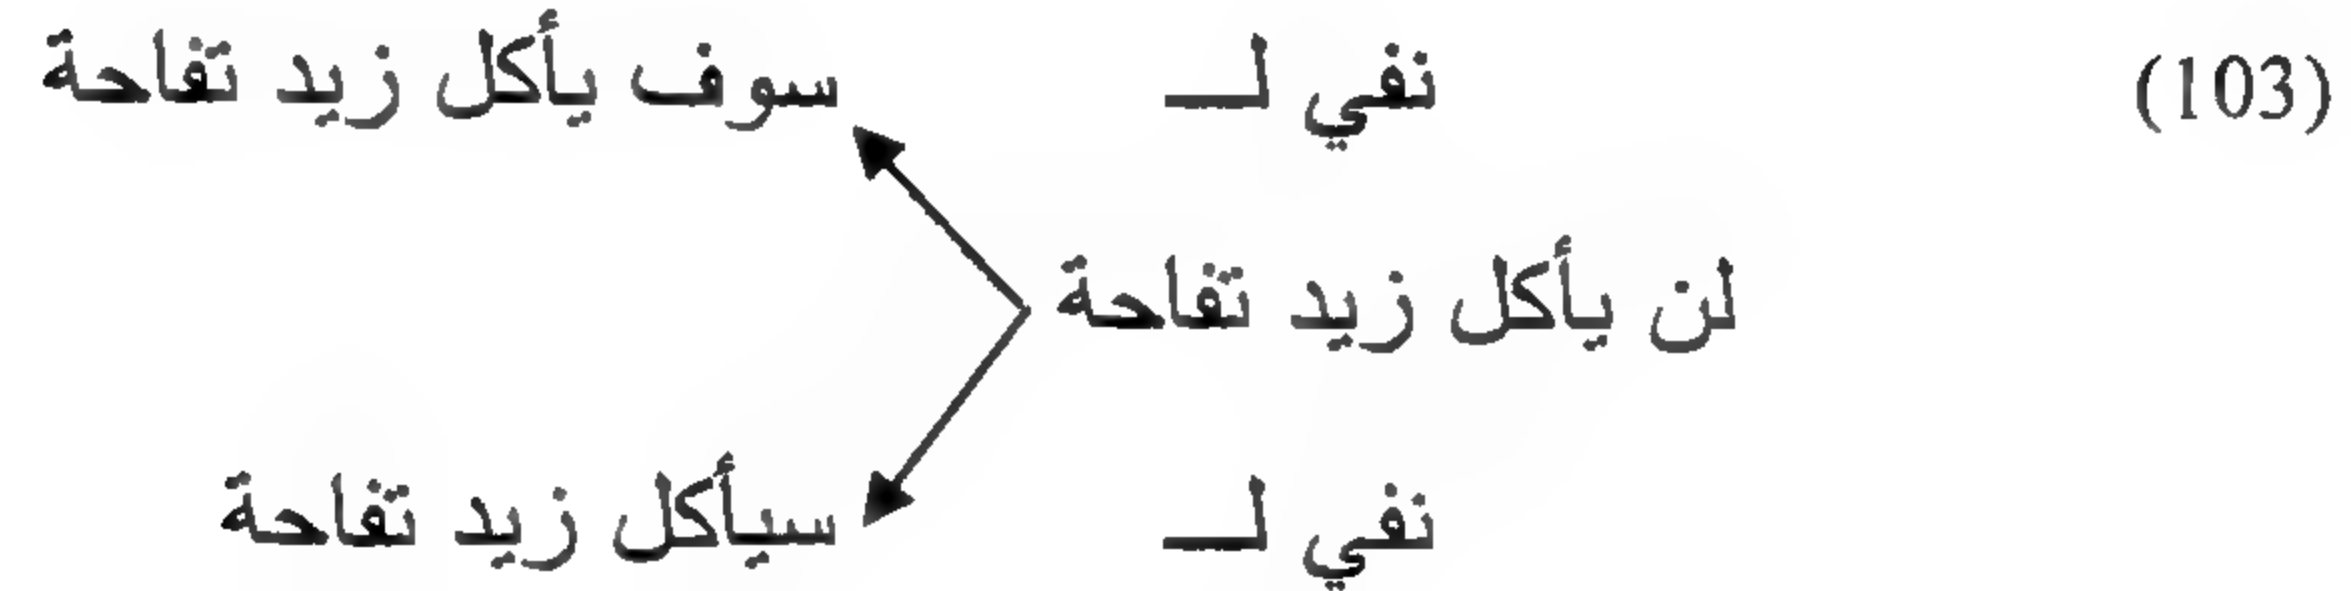 (103) نفي لـــ سوف يأكل زيد تفاحة
لن يأكل زيد تفاحة
نفي لـــ سيأكل زيد تفاحة